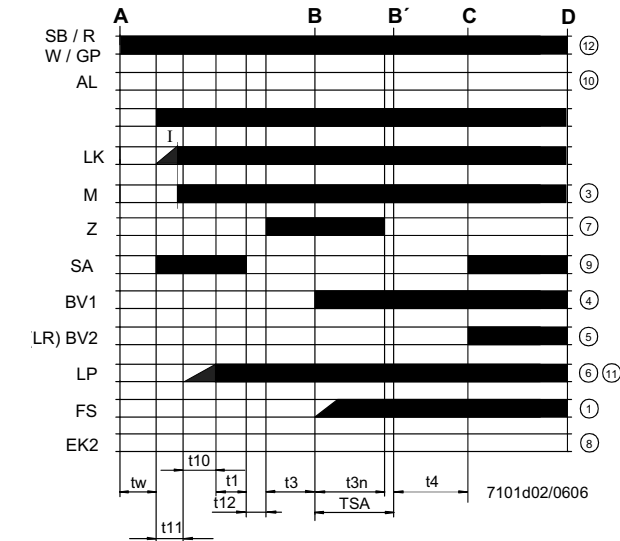 A B B´ C D
SB / R
W / GP ⑫
AL ⑩
I
LK
M ③
Z ⑦
SA ⑨
BV1 ④
(LR) BV2 ⑤
LP ⑥ ⑪
FS ①
EK2 ⑧
t10
tw t1 t3 t3n t4 7101d02/0606
t12 TSA
t11